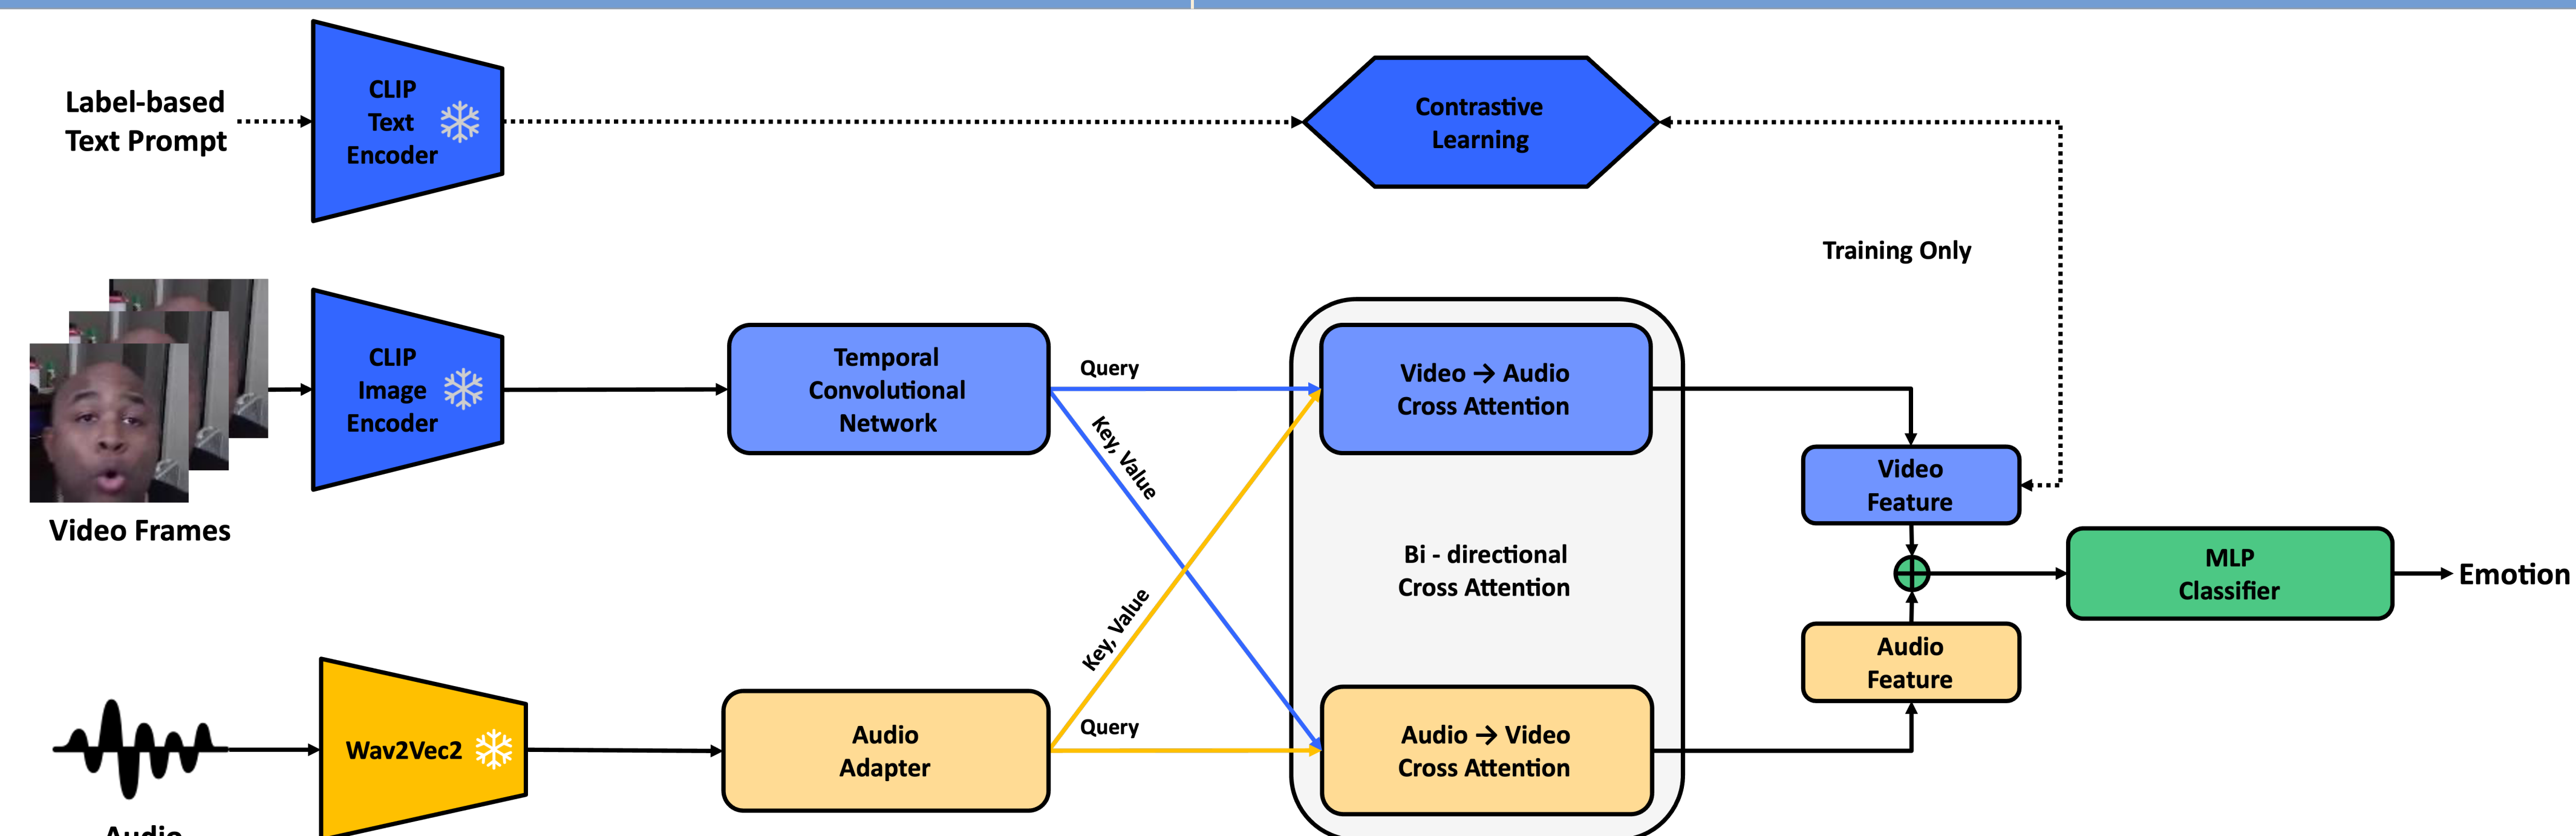 Label-based
Text Prompt
CLIP
Text
Encoder
Contrastive
Learning
Training Only
Video Frames
CLIP
Image
Encoder
Temporal
Convolutional
Network
Query
Key, Value
Video → Audio
Cross Attention
Bi - directional
Cross Attention
Video
Feature
MLP
Classifier
Emotion
Audio
Feature
Audio
Wav2Vec2
Audio
Adapter
Key, Value
Query
Audio → Video
Cross Attention